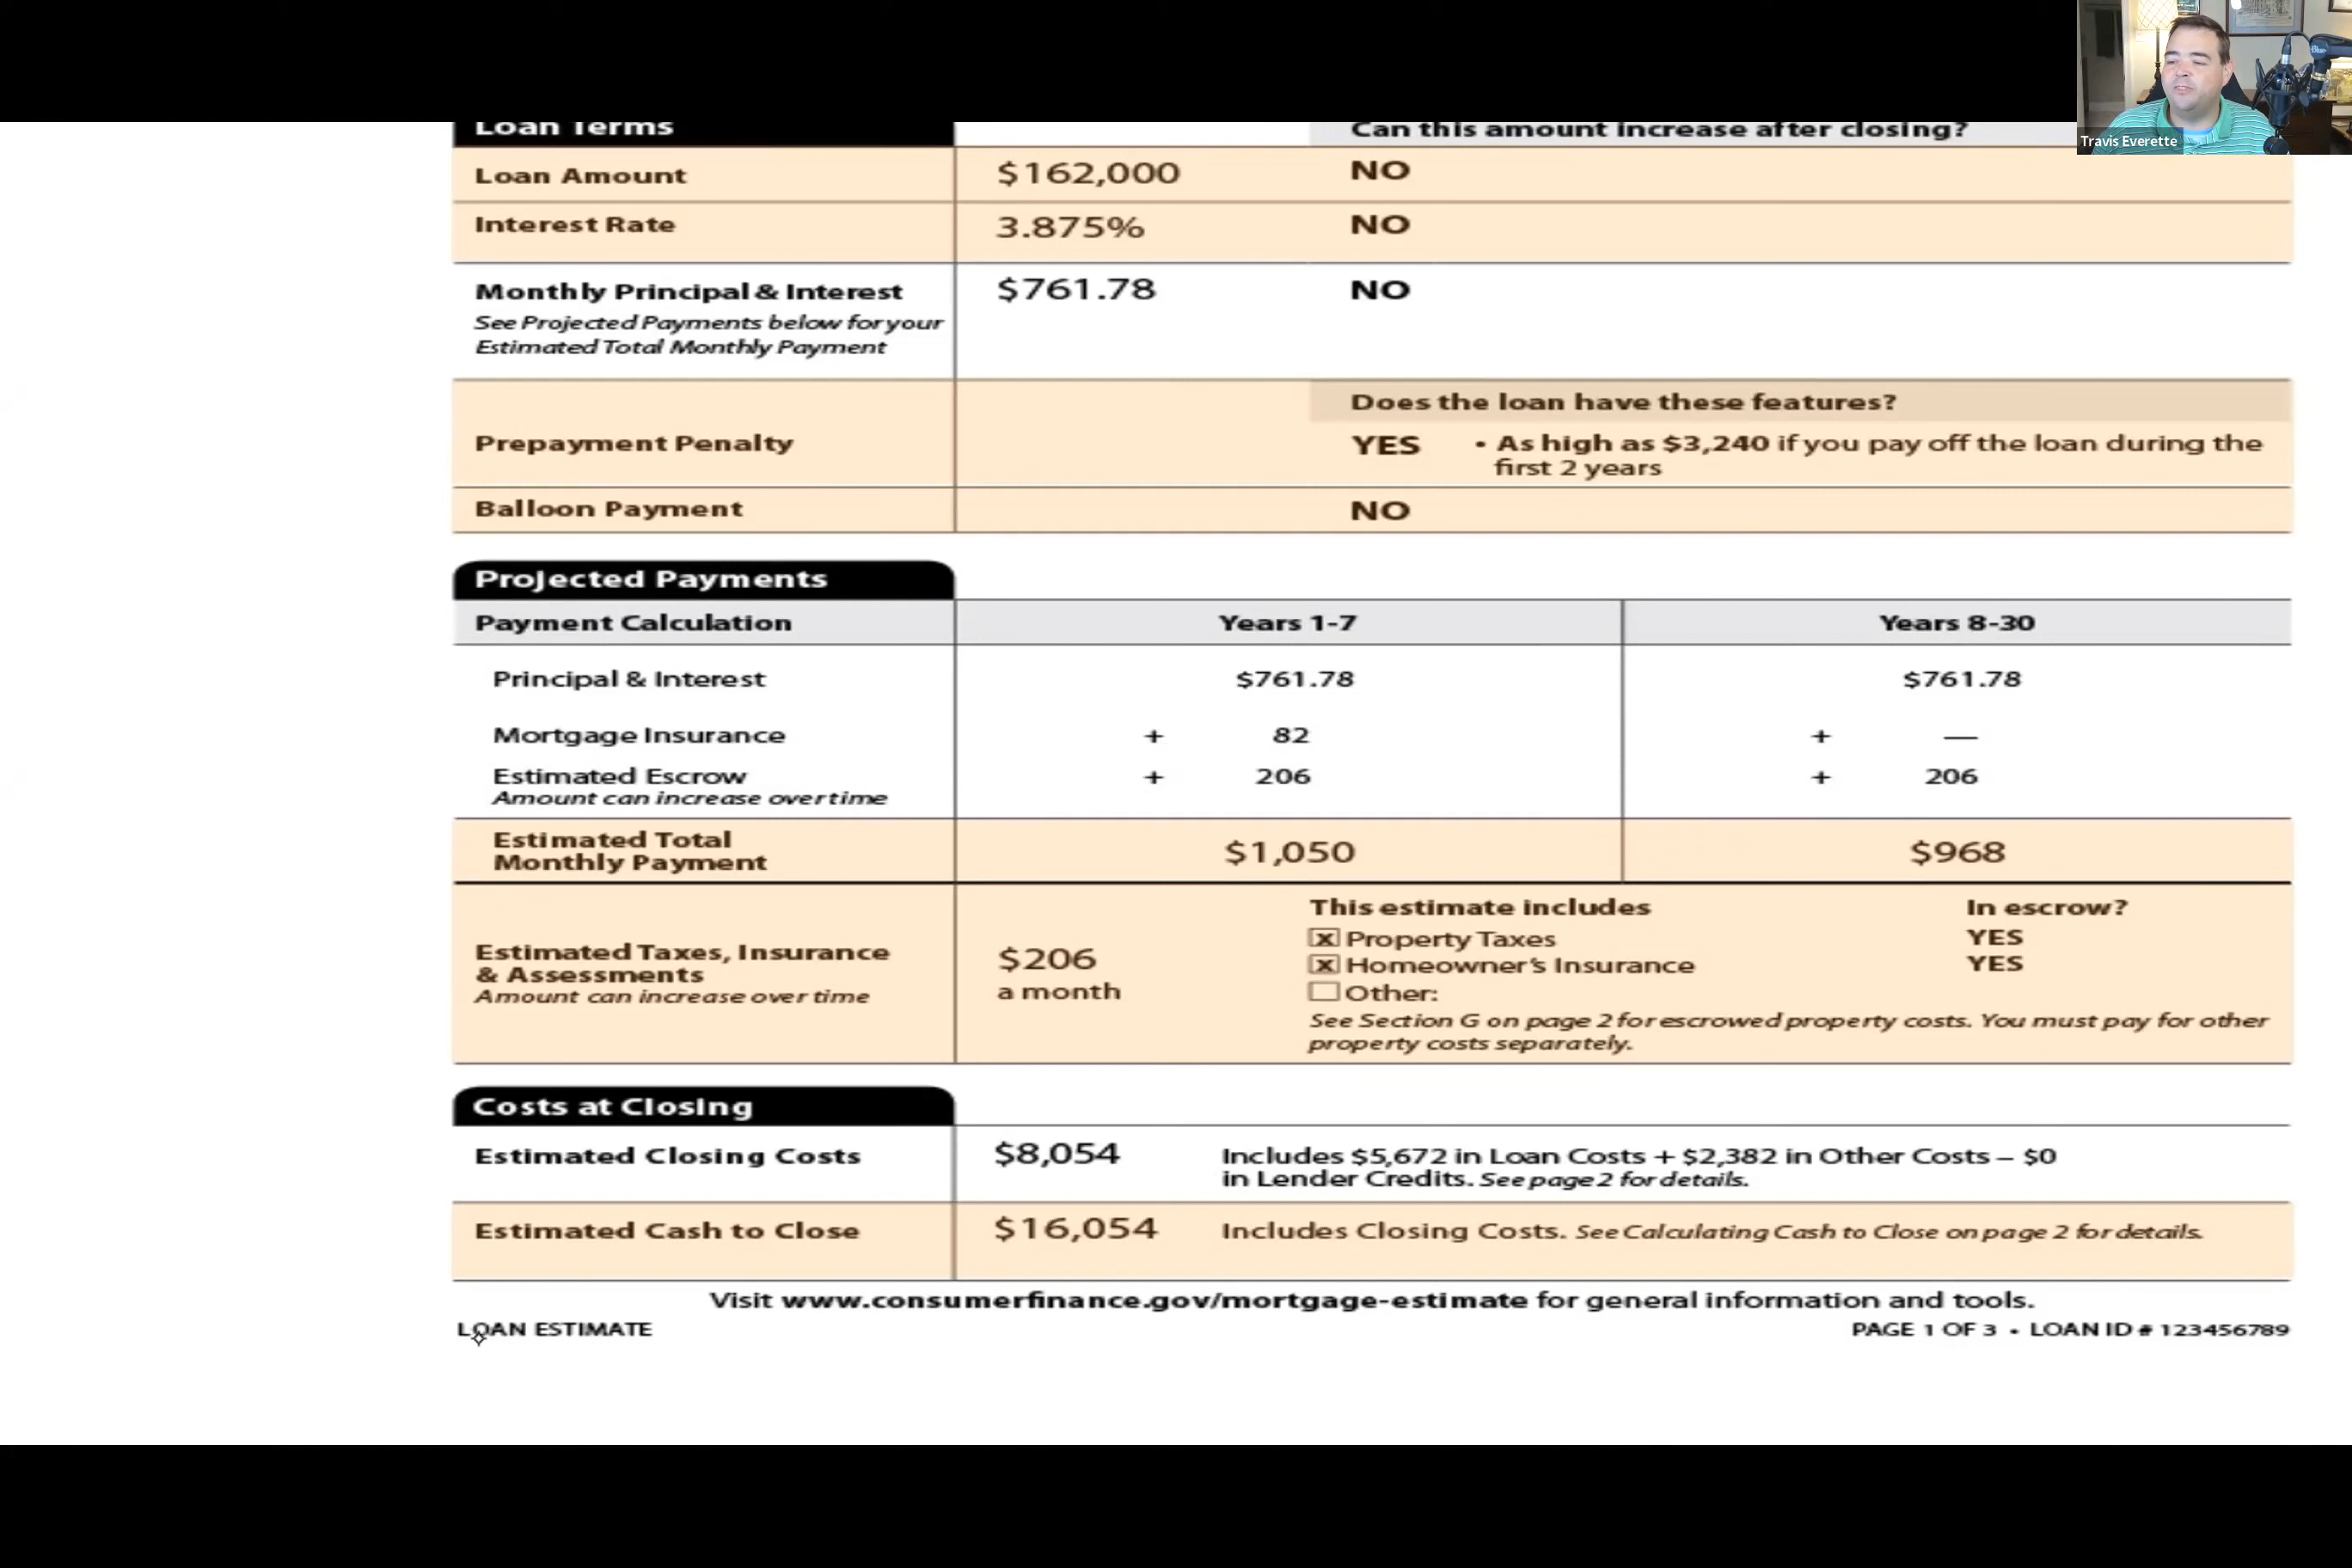 Travis Everette
Loan Terms
Can this amount increase after closing?
Loan Amount $162,000 NO
Interest Rate 3.875% NO
Monthly Principal & Interest $761.78 NO
See Projected Payments below for your
Estimated Total Monthly Payment
Does the loan have these features?
Prepayment Penalty YES • As high as $3,240 if you pay off the loan during the
first 2 years
Balloon Payment NO
Projected Payments
Payment Calculation Years 1-7 Years 8-30
Principal & Interest $761.78 $761.78
Mortgage Insurance + 82 + —
Estimated Escrow + 206 + 206
Amount can increase over time
Estimated Total
Monthly Payment $1,050 $968
This estimate includes In escrow?
x Property Taxes YES
Estimated Taxes, Insurance
& Assessments
Amount can increase over time
$206
a month
x Homeowner's Insurance YES
Other:
See Section G on page 2 for escrowed property costs. You must pay for other
property costs separately.
Costs at Closing
Estimated Closing Costs $8,054 Includes $5,672 in Loan Costs + $2,382 in Other Costs – $0
in Lender Credits. See page 2 for details.
Estimated Cash to Close $16,054 Includes Closing Costs. See Calculating Cash to Close on page 2 for details.
Visit www.consumerfinance.gov/mortgage-estimate for general information and tools.
LOAN ESTIMATE PAGE 1 OF 3 • LOAN ID # 123456789